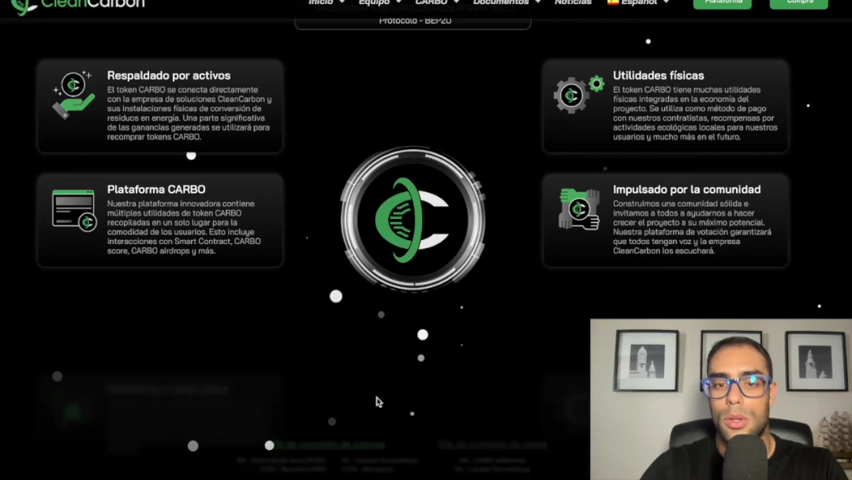 CleanCarbon
Inicio
Equipo
CARBO
Documentos
Noticias
Español
Plataforma
Compra
Protocolo - BEP20
Respaldado por activos
El token CARBO se conecta directamente
con la empresa de soluciones CleanCarbon y
sus instalaciones físicas de conversión de
residuos en energía. Una parte significativa
de las ganancias generadas se utilizará para
recomprar tokens CARBO.
Utilidades físicas
El token CARBO tiene muchas utilidades
físicas integradas en la economía del
proyecto. Se utiliza como método de pago
con nuestros contratistas, recompensas por
actividades ecológicas locales para nuestros
usuarios y mucho más en el futuro.
Plataforma CARBO
Nuestra plataforma innovadora contiene
múltiples utilidades de token CARBO
recopiladas en un solo lugar para la
comodidad de los usuarios. Esto incluye
interacciones con Smart Contract, CARBO
score, CARBO airdrops y más.
Impulsado por la comunidad
Construimos una comunidad sólida e
invitamos a todos a ayudarnos a hacer
crecer el proyecto a su máximo potencial.
Nuestra plataforma de votación garantizará
que todos tengan voz y la empresa
CleanCarbon los escuchará.